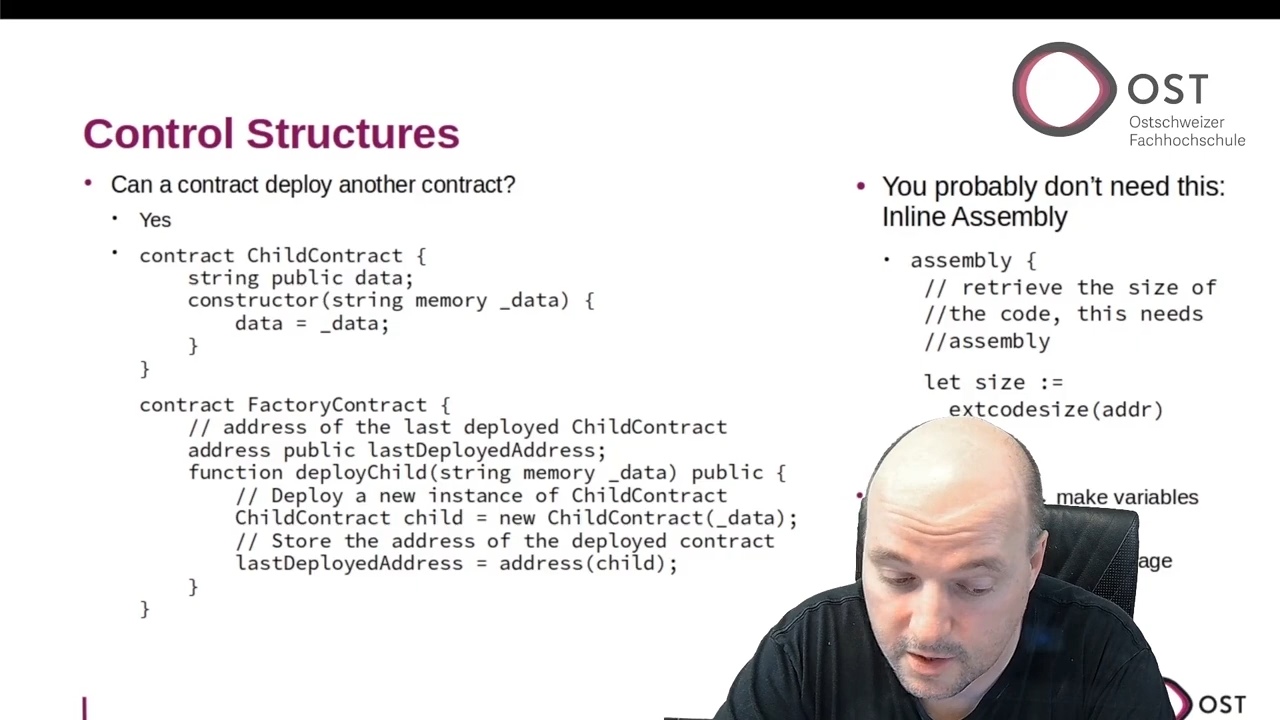 OST
Ostschweizer
Fachhochschule
Control Structures
• Can a contract deploy another contract?
• Yes
• contract ChildContract {
string public data;
constructor(string memory _data) {
data = _data;
}
}
contract FactoryContract {
// address of the last deployed ChildContract
address public lastDeployedAddress;
function deployChild(string memory _data) public {
// Deploy a new instance of ChildContract
ChildContract child = new ChildContract(_data);
// Store the address of the deployed contract
lastDeployedAddress = address(child);
}
}
• You probably don’t need this:
Inline Assembly
• assembly {
// retrieve the size of
//the code, this needs
//assembly
let size :=
extcodesize(addr)
make variables
OST